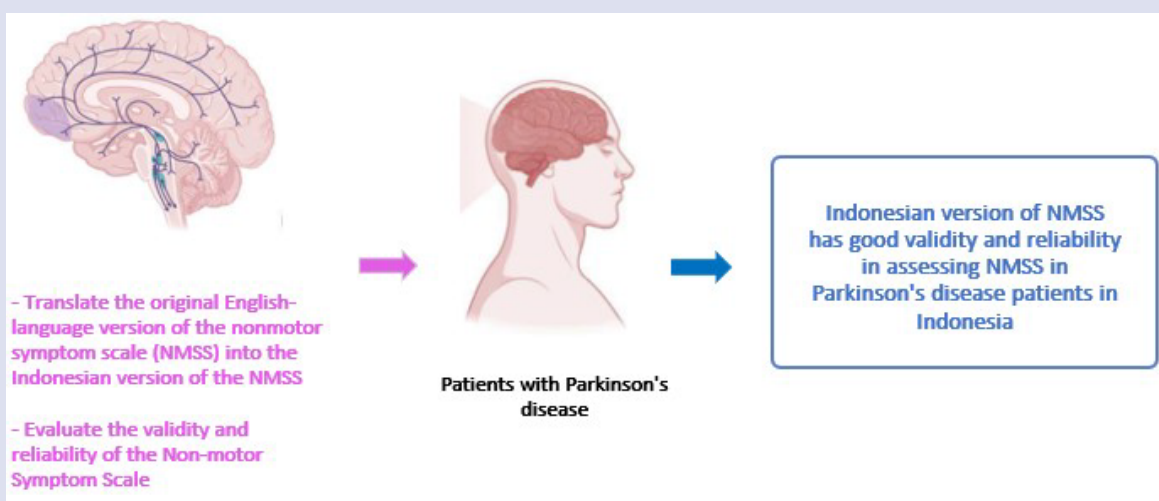 - Translate the original English-
language version of the nonmotor
symptom scale (NMSS) into the
Indonesian version of the NMSS
- Evaluate the validity and
reliability of the Non-motor
Symptom Scale
Patients with Parkinson's
disease
Indonesian version of NMSS
has good validity and reliability
in assessing NMSS in
Parkinson's disease patients in
Indonesia